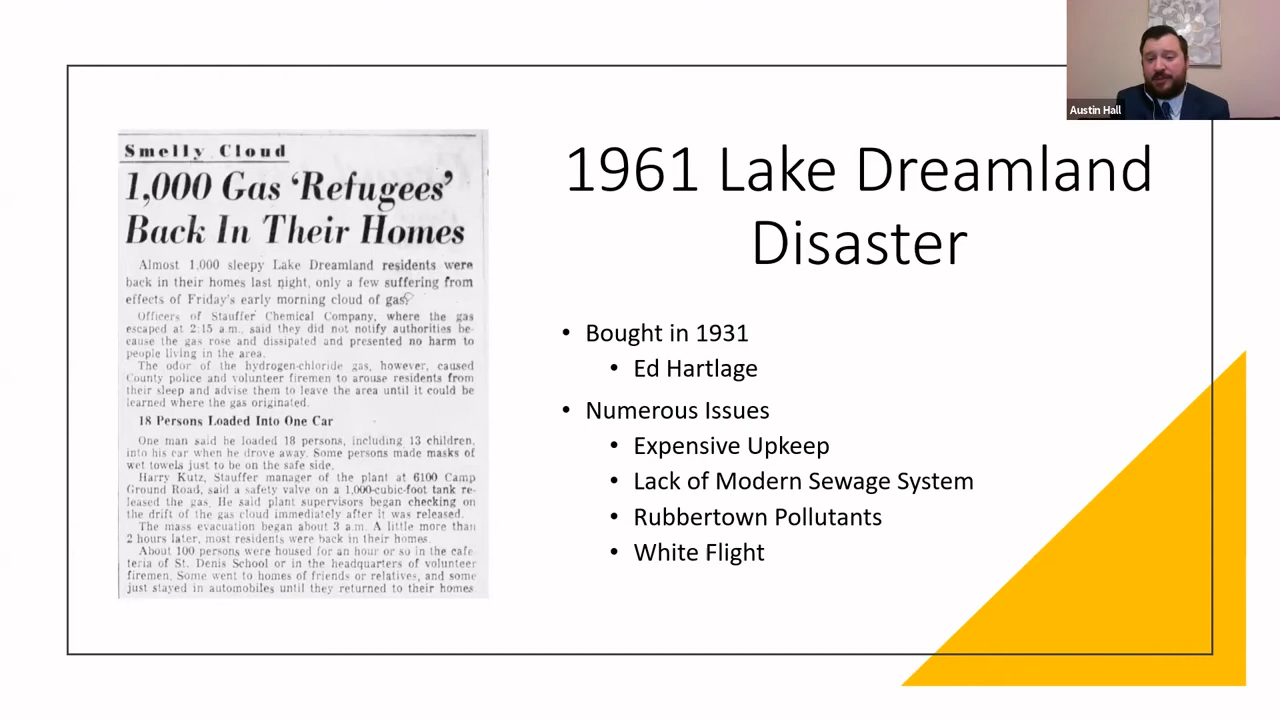 Austin Hall
Smelly Cloud
1,000 Gas ‘Refugees’
Back In Their Homes
Almost 1,000 sleepy Lake Dreamland residents were
back in their homes last night, only a few suffering from
effects of Friday's early morning cloud of gas.
Officers of Stauffer Chemical Company, where the gas
escaped at 2:15 a.m., said they did not notify authorities be-
cause the gas rose and dissipated and presented no harm to
people living in the area.
The odor of the hydrogen-chloride gas, however, caused
County police and volunteer firemen to arouse residents from
their sleep and advise them to leave the area until it could be
learned where the gas originated.
18 Persons Loaded Into One Car
One man said he loaded 18 persons, including 13 children,
into his car when he drove away. Some persons made masks of
wet towels just to be on the safe side.
Harry Kutz, Stauffer manager of the plant at 6100 Camp
Ground Road, said a safety valve on a 1,000-cubic-foot tank re-
leased the gas. He said plant supervisors began checking on
the drift of the gas cloud immediately after it was released.
The mass evacuation began about 3 a.m. A little more than
2 hours later, most residents were back in their homes.
About 100 persons were housed for an hour or so in the cafe
teria of St. Denis School or in the headquarters of volunteer
firemen. Some went to homes of friends or relatives, and some
just stayed in automobiles until they returned to their homes
1961 Lake Dreamland
Disaster
• Bought in 1931
• Ed Hartlage
• Numerous Issues
• Expensive Upkeep
• Lack of Modern Sewage System
• Rubbertown Pollutants
• White Flight